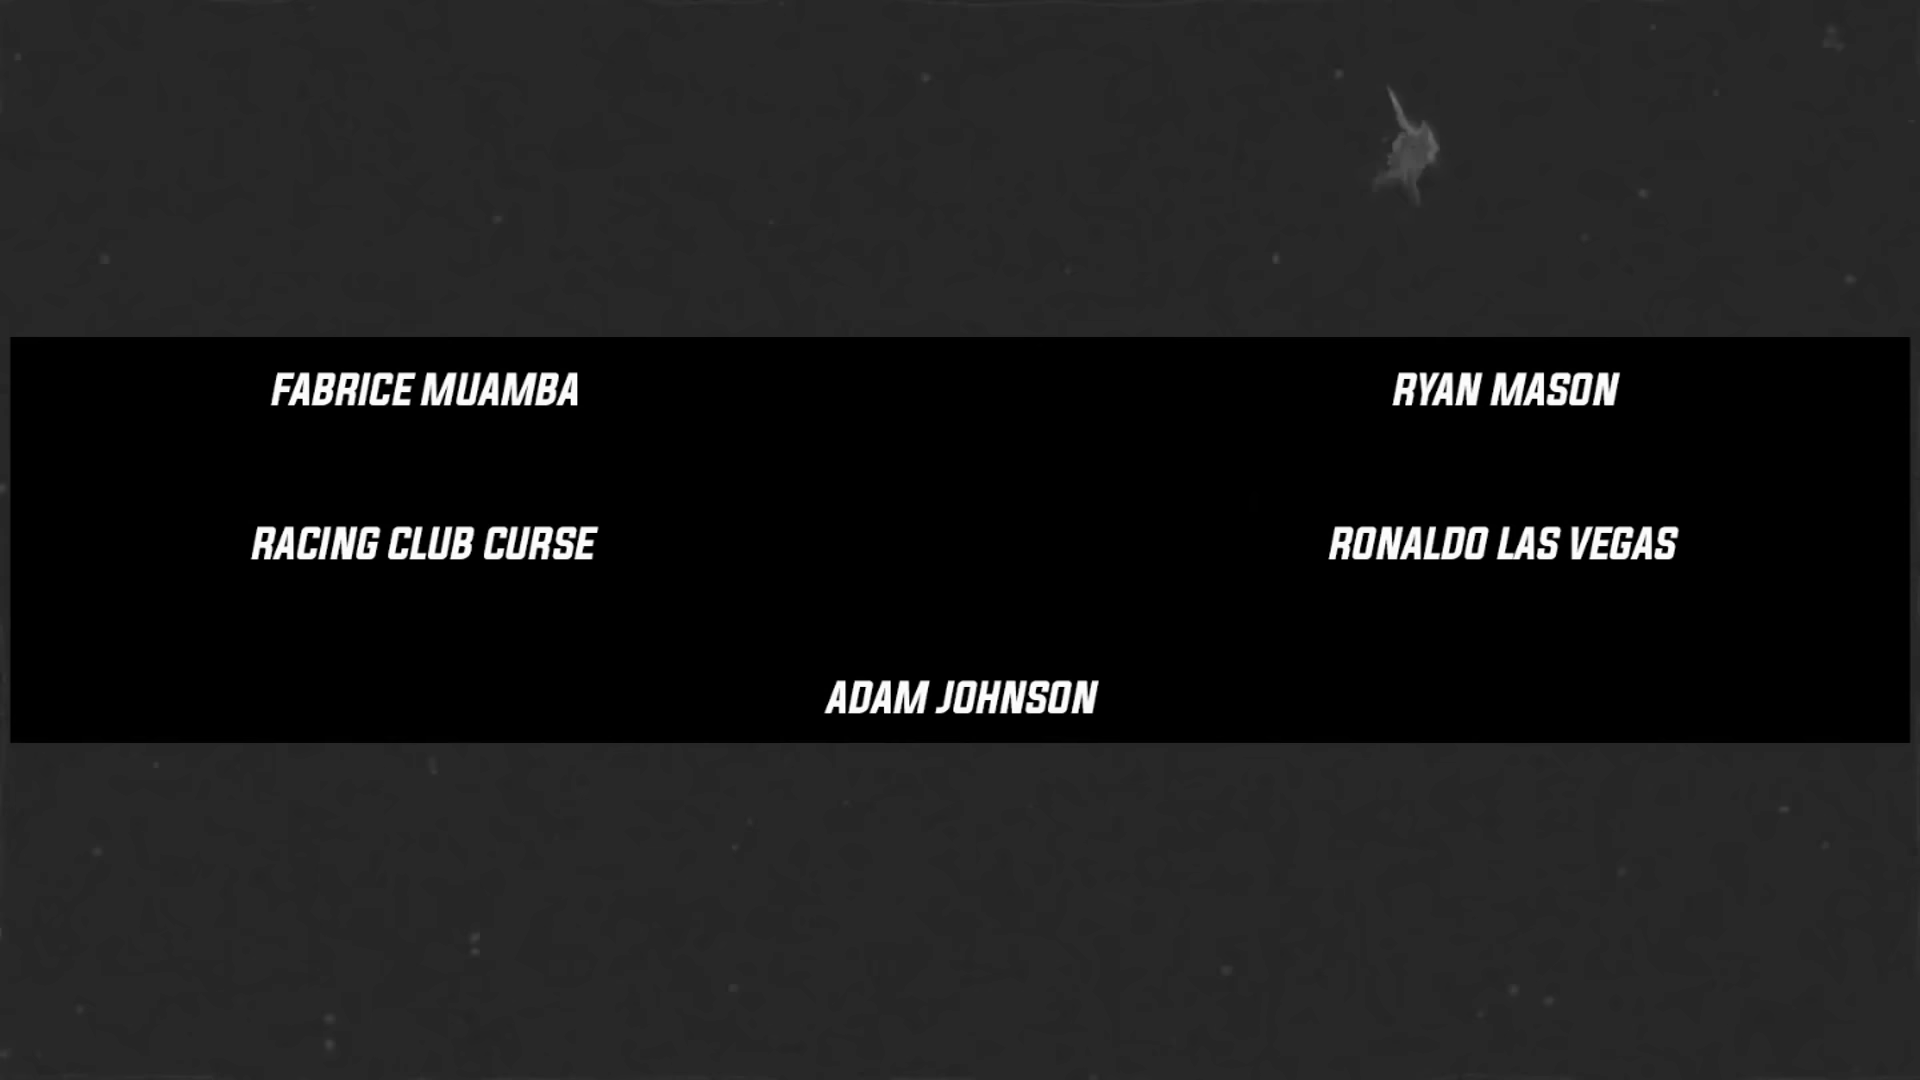 FABRICE MUAMBA
RYAN MASON
RACING CLUB CURSE
RONALDO LAS VEGAS
ADAM JOHNSON